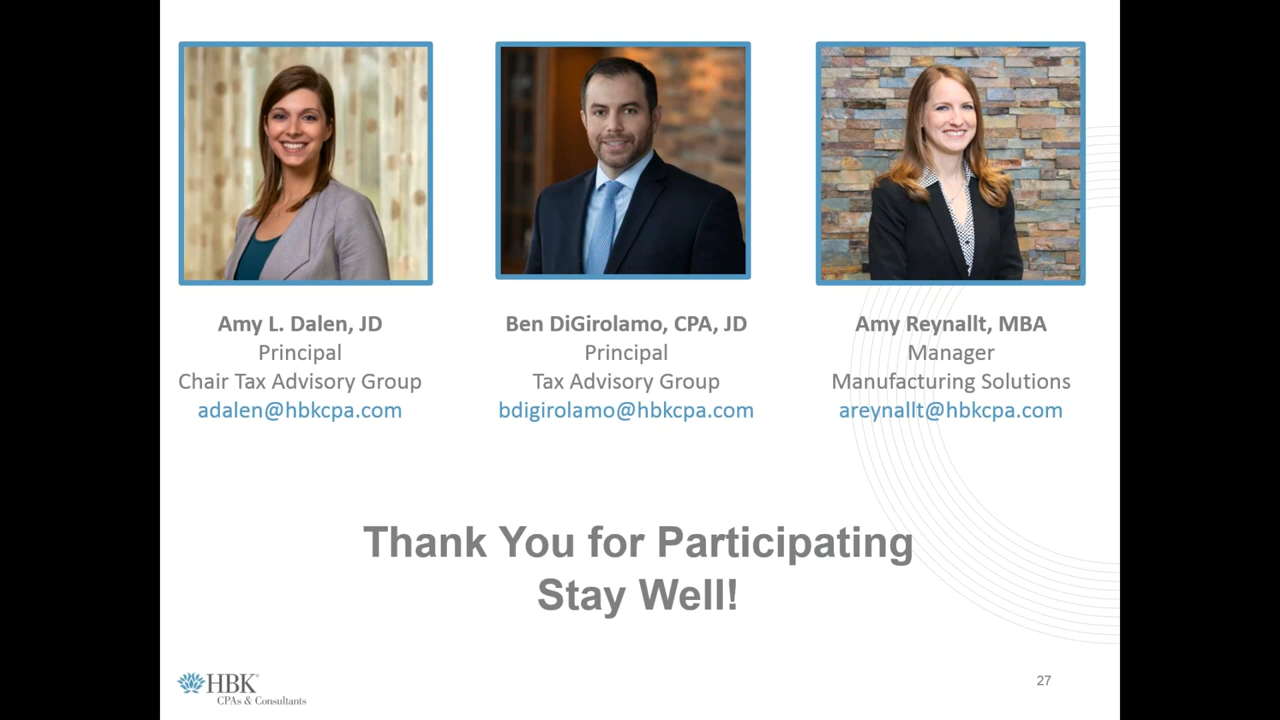 Amy L. Dalen, JD
Principal
Chair Tax Advisory Group
adalen@hbkcpa.com
Ben DiGirolamo, CPA, JD
Principal
Tax Advisory Group
bdigirolamo@hbkcpa.com
Amy Reynallt, MBA
Manager
Manufacturing Solutions
areynallt@hbkcpa.com
Thank You for Participating
Stay Well!
HBK®
CPAs & Consultants
27